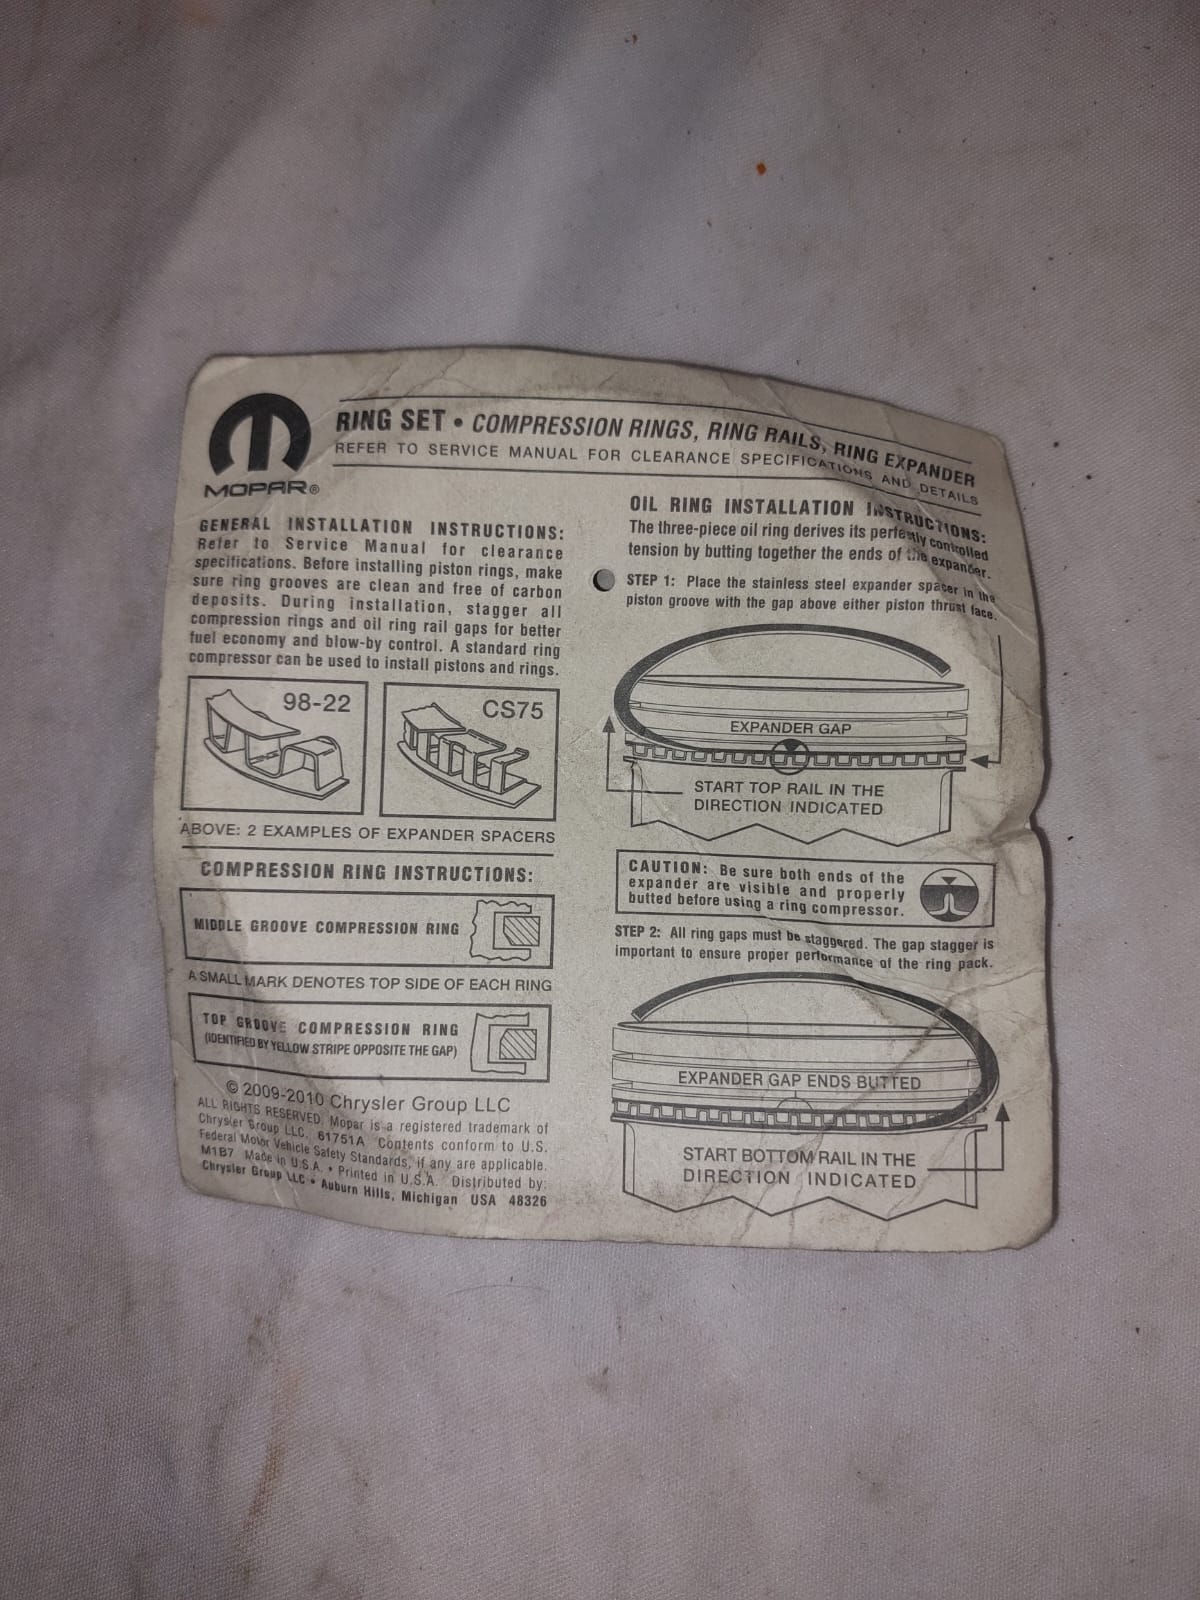 MOPAR®
RING SET • COMPRESSION RINGS, RING RAILS, RING EXPANDER
REFER TO SERVICE MANUAL FOR CLEARANCE SPECIFICATIONS AND DETAILS
GENERAL INSTALLATION INSTRUCTIONS:
Refer to Service Manual for clearance
specifications. Before installing piston rings, make
sure ring grooves are clean and free of carbon
deposits. During installation, stagger all
compression rings and oil ring rail gaps for better
fuel economy and blow-by control. A standard ring
compressor can be used to install pistons and rings.
98-22
CS75
ABOVE: 2 EXAMPLES OF EXPANDER SPACERS
COMPRESSION RING INSTRUCTIONS:
MIDDLE GROOVE COMPRESSION RING
A SMALL MARK DENOTES TOP SIDE OF EACH RING
TOP GROOVE COMPRESSION RING
(IDENTIFIED BY YELLOW STRIPE OPPOSITE THE GAP)
© 2009-2010 Chrysler Group LLC
ALL RIGHTS RESERVED. Mopar is a registered trademark of
Chrysler Group LLC. 61751A Contents conform to U.S.
Federal Motor Vehicle Safety Standards, if any are applicable.
M1B7 Made in U.S.A. • Printed in U.S.A. Distributed by:
Chrysler Group LLC • Auburn Hills, Michigan USA 48326
OIL RING INSTALLATION INSTRUCTIONS:
The three-piece oil ring derives its perfectly controlled
tension by butting together the ends of the expander.
STEP 1: Place the stainless steel expander spacer in the
piston groove with the gap above either piston thrust face.
EXPANDER GAP
START TOP RAIL IN THE
DIRECTION INDICATED
CAUTION: Be sure both ends of the
expander are visible and properly
butted before using a ring compressor.
STEP 2: All ring gaps must be staggered. The gap stagger is
important to ensure proper performance of the ring pack.
EXPANDER GAP ENDS BUTTED
START BOTTOM RAIL IN THE
DIRECTION INDICATED